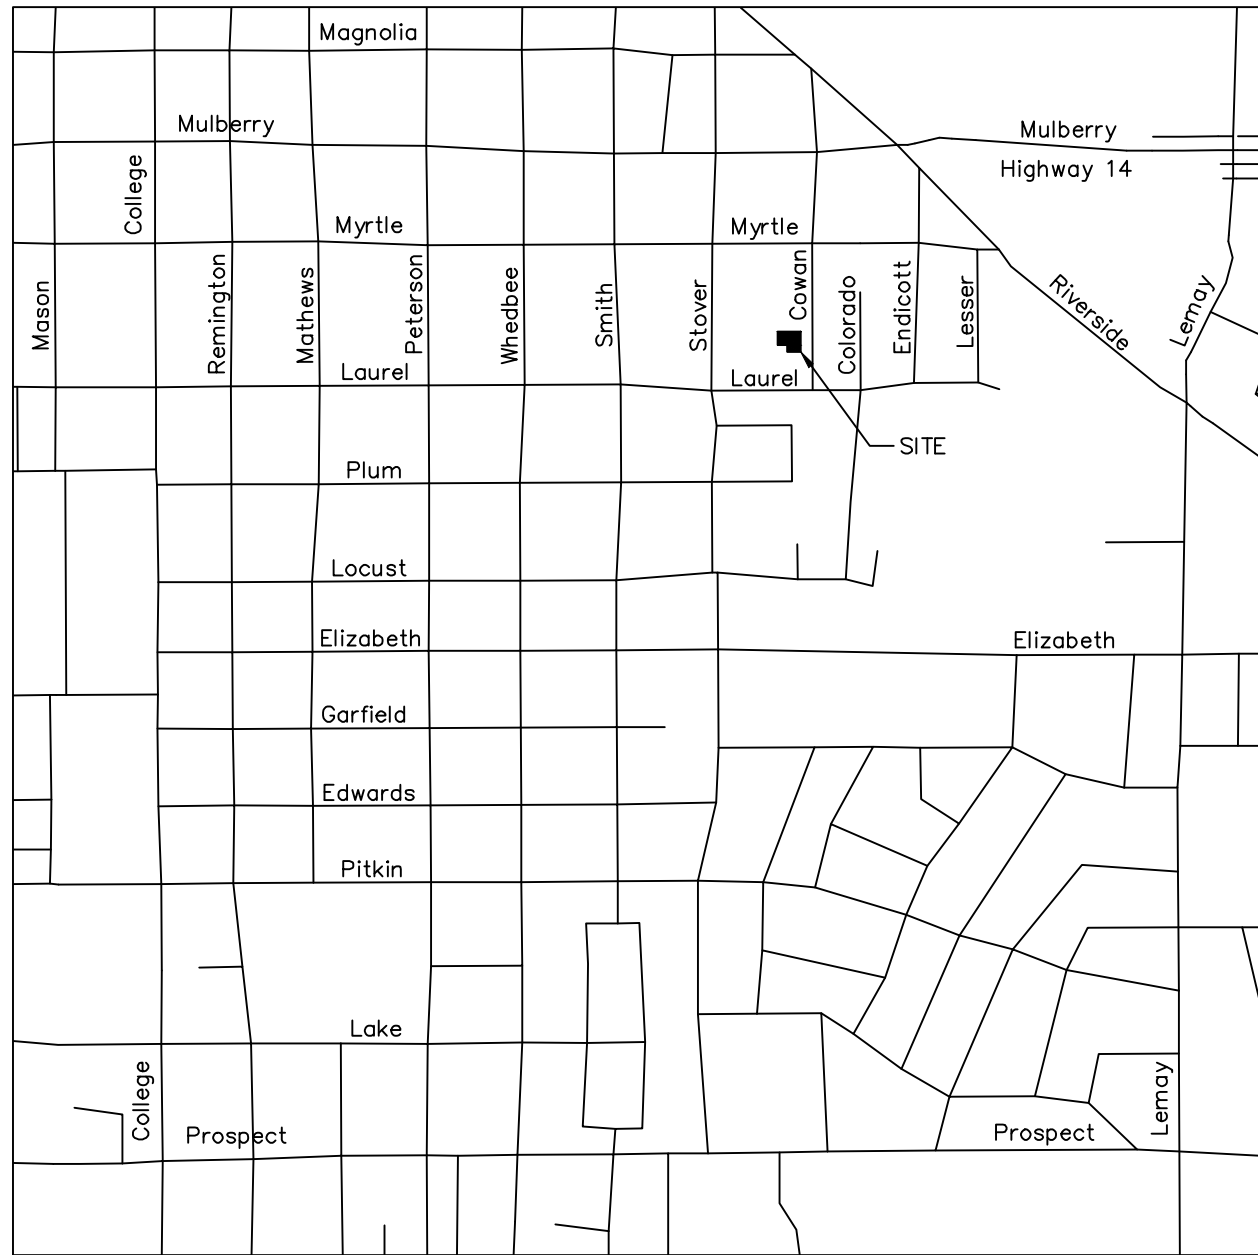 Magnolia
Mulberry
Mulberry
Highway 14
College
Myrtle
Myrtle
Mason
Remington
Mathews
Peterson
Whedbee
Smith
Stover
Cowan
Colorado
Endicott
Lesser
Riverside
Lemay
Laurel
Laurel
SITE
Plum
Locust
Elizabeth
Elizabeth
Garfield
Edwards
Pitkin
Lake
College
Lemay
Prospect
Prospect